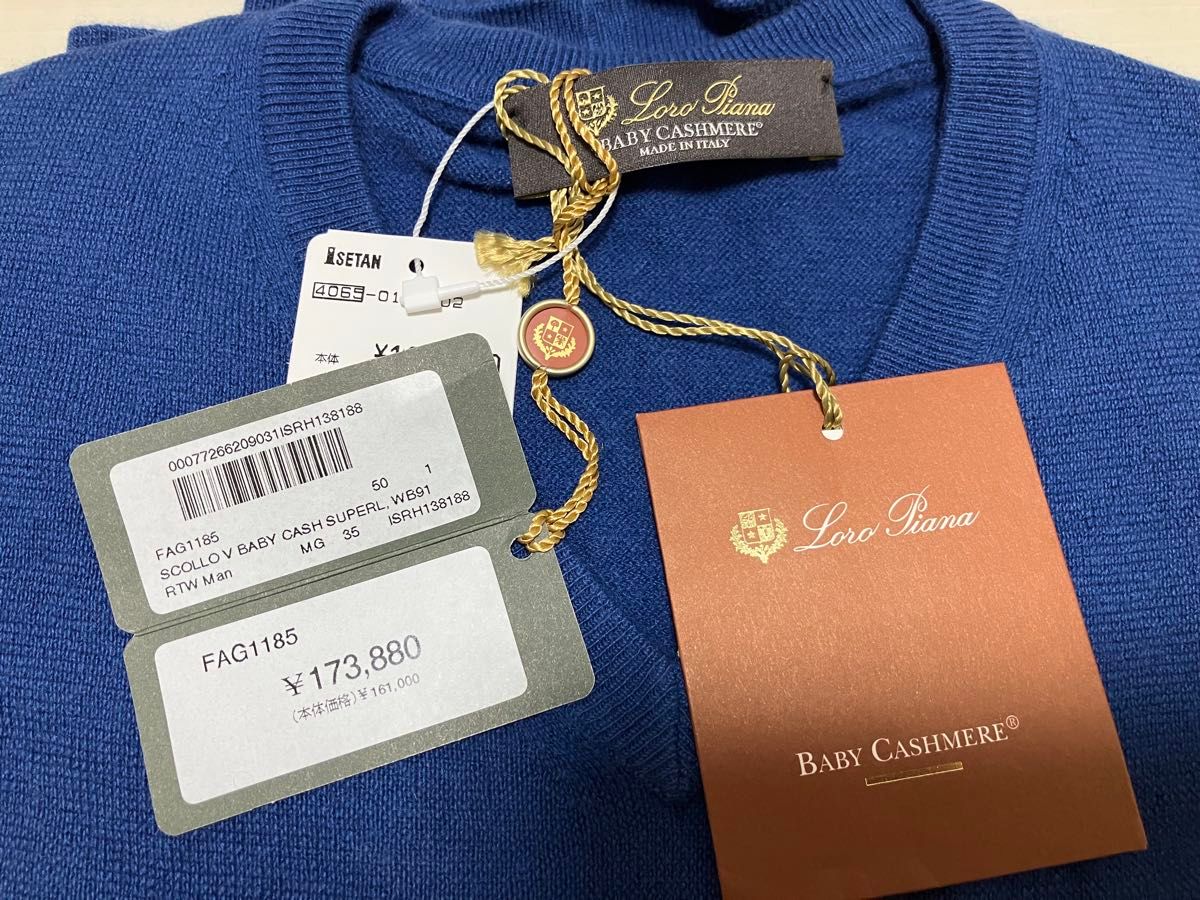 Loro Piana
BABY CASHMERE®
MADE IN ITALY
ISETAN
4065-01
本体
00077266209031ISRH138188
50 1
FAG1185
SCOLLO V BABY CASH SUPERL, WB91
RTW Man MG 35 ISRH138188
FAG1185
¥173,880
(本体価格)¥161,000
Loro Piana
BABY CASHMERE®